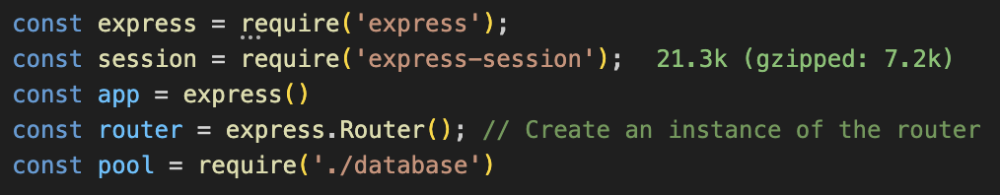 const express = require('express');
const session = require('express-session');  21.3k (gzipped: 7.2k)
const app = express()
const router = express.Router(); // Create an instance of the router
const pool = require('./database')